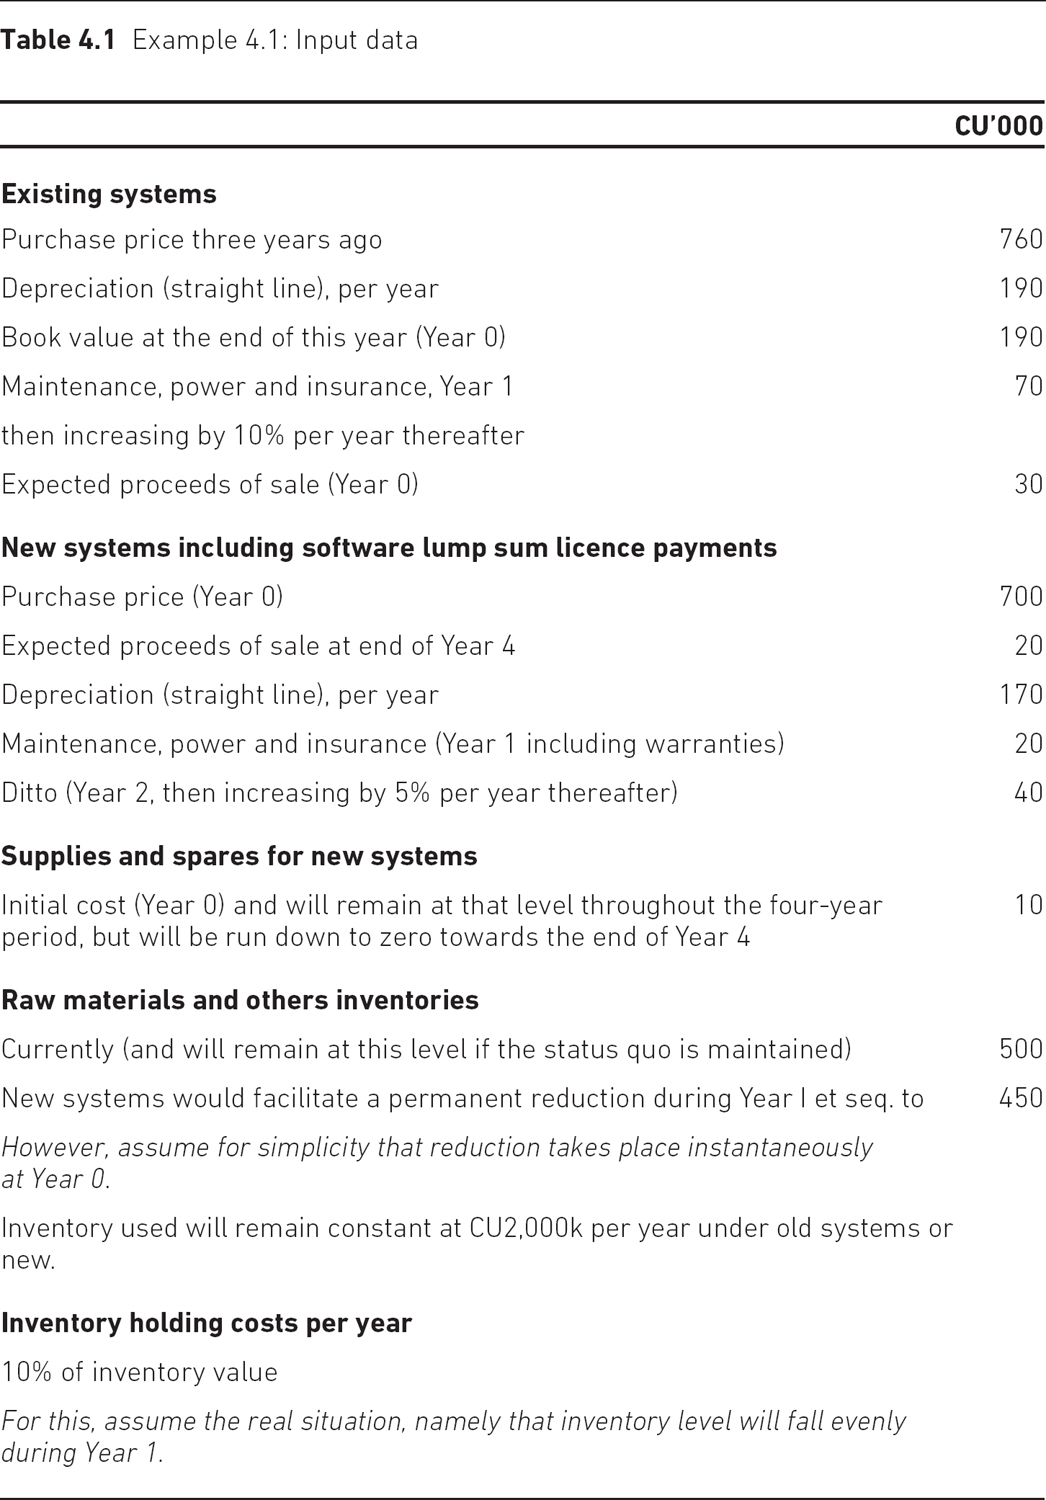 Table 4.1 Example 4.1: Input data
CU’000
Existing systems
Purchase price three years ago 760
Depreciation (straight line), per year 190
Book value at the end of this year (Year 0) 190
Maintenance, power and insurance, Year 1 70
then increasing by 10% per year thereafter
Expected proceeds of sale (Year 0) 30
New systems including software lump sum licence payments
Purchase price (Year 0) 700
Expected proceeds of sale at end of Year 4 20
Depreciation (straight line), per year 170
Maintenance, power and insurance (Year 1 including warranties) 20
Ditto (Year 2, then increasing by 5% per year thereafter) 40
Supplies and spares for new systems
Initial cost (Year 0) and will remain at that level throughout the four-year 10
period, but will be run down to zero towards the end of Year 4
Raw materials and others inventories
Currently (and will remain at this level if the status quo is maintained) 500
New systems would facilitate a permanent reduction during Year I et seq. to 450
However, assume for simplicity that reduction takes place instantaneously
at Year 0.
Inventory used will remain constant at CU2,000k per year under old systems or
new.
Inventory holding costs per year
10% of inventory value
For this, assume the real situation, namely that inventory level will fall evenly
during Year 1.